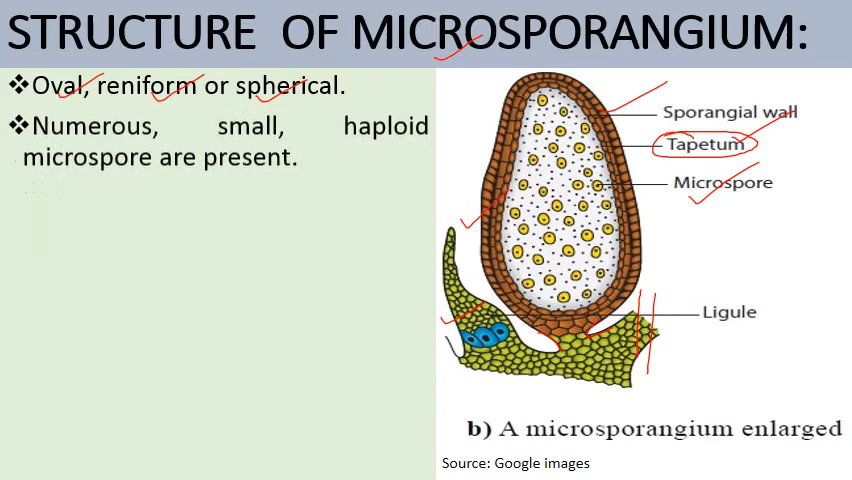 STRUCTURE OF MICROSPORANGIUM:
❖Oval, reniform or spherical.
❖Numerous, small, haploid
microspore are present.
Sporangial wall
Tapetum
Microspore
Ligule
b) A microsporangium enlarged
Source: Google images